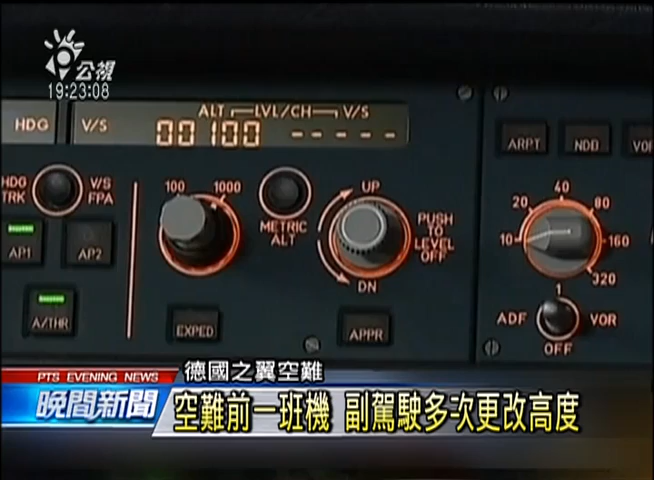 公視
19:23:08
ALT LVL/CH V/S
HDG V/S 00100 -----
ARPT NDB VOR
HDG V/S 100 1000 UP
TRK FPA METRIC ALT
PUSH TO LEVEL OFF
10 20 40 80 160 320
AP1 AP2
DN
A/THR EXPED APPR
ADF 1 VOR
OFF
德國之翼空難
PTS EVENING NEWS
晚間新聞
空難前一班機 副駕駛多次更改高度